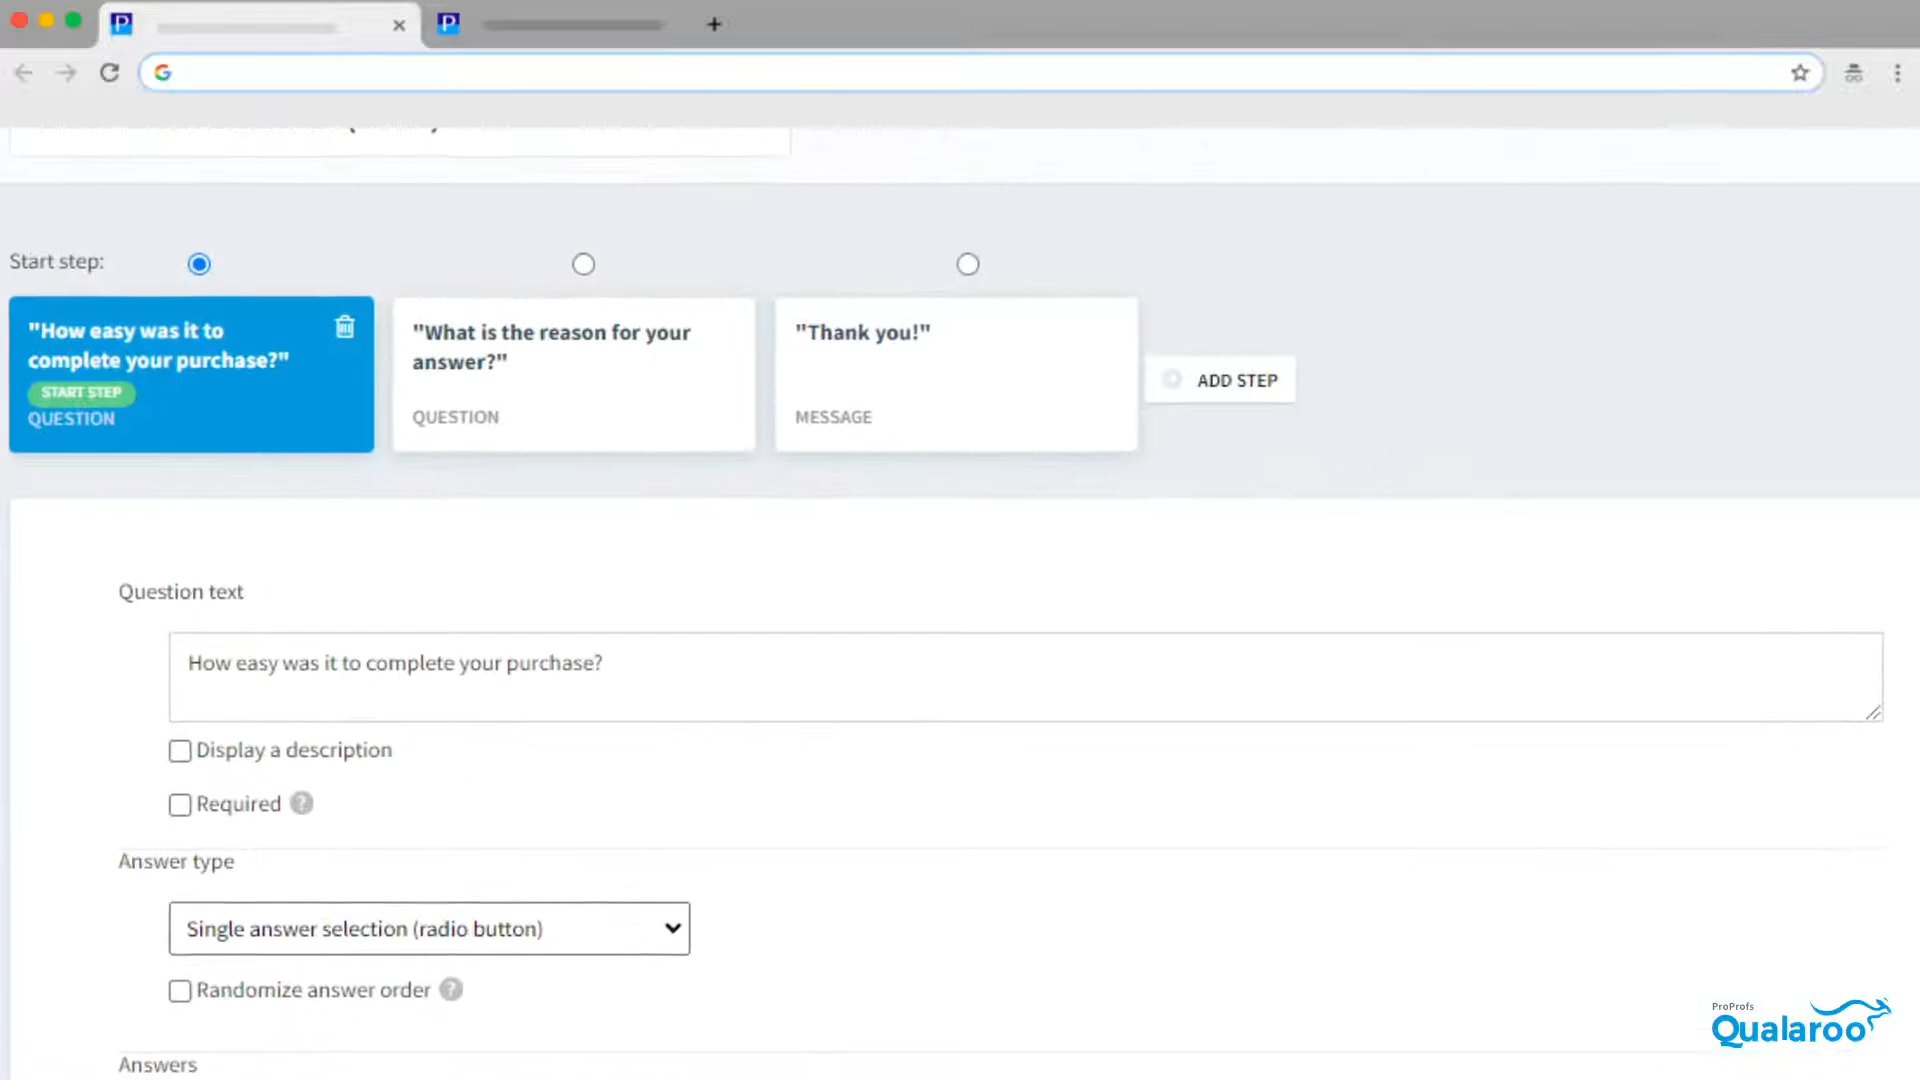 Start step:
"How easy was it to
complete your purchase?"
START STEP
QUESTION
"What is the reason for your
answer?"
QUESTION
"Thank you!"
MESSAGE
ADD STEP
Question text
How easy was it to complete your purchase?
Display a description
Required ?
Answer type
Single answer selection (radio button)
Randomize answer order ?
Answers
ProProfs
Qualaroo